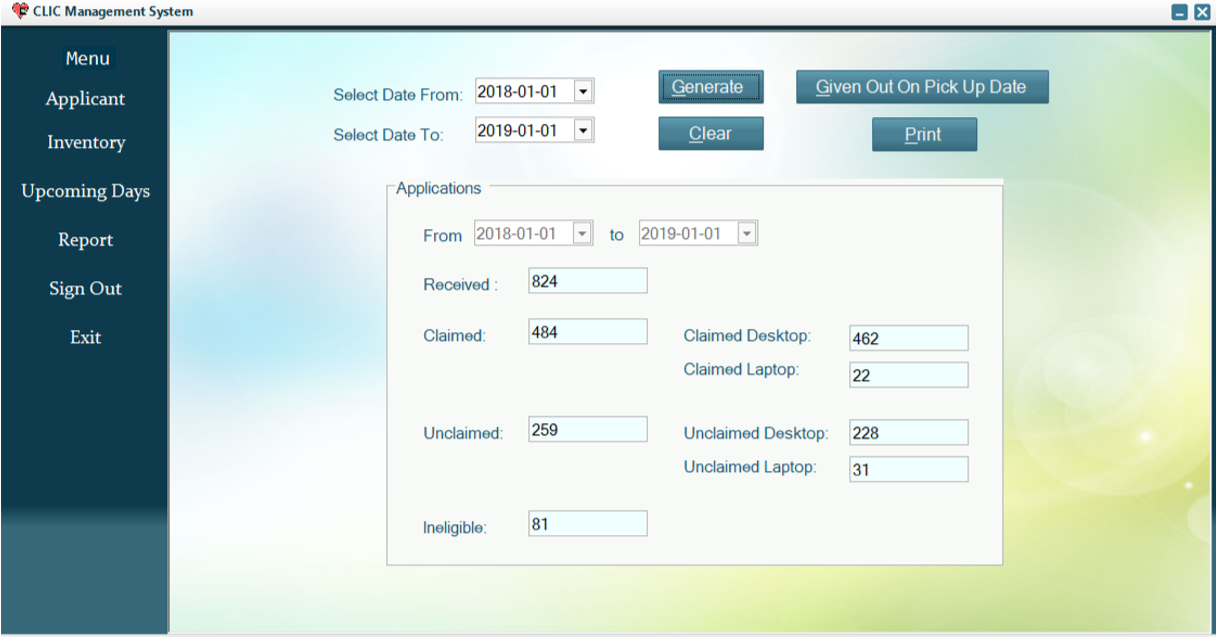 CLIC Management System
Menu
Applicant
Inventory
Upcoming Days
Report
Sign Out
Exit
Select Date From: 2018-01-01 Generate Given Out On Pick Up Date
Select Date To: 2019-01-01 Clear Print
Applications
From 2018-01-01 to 2019-01-01
Received : 824
Claimed: 484 Claimed Desktop: 462
Claimed Laptop: 22
Unclaimed: 259 Unclaimed Desktop: 228
Unclaimed Laptop: 31
Ineligible: 81